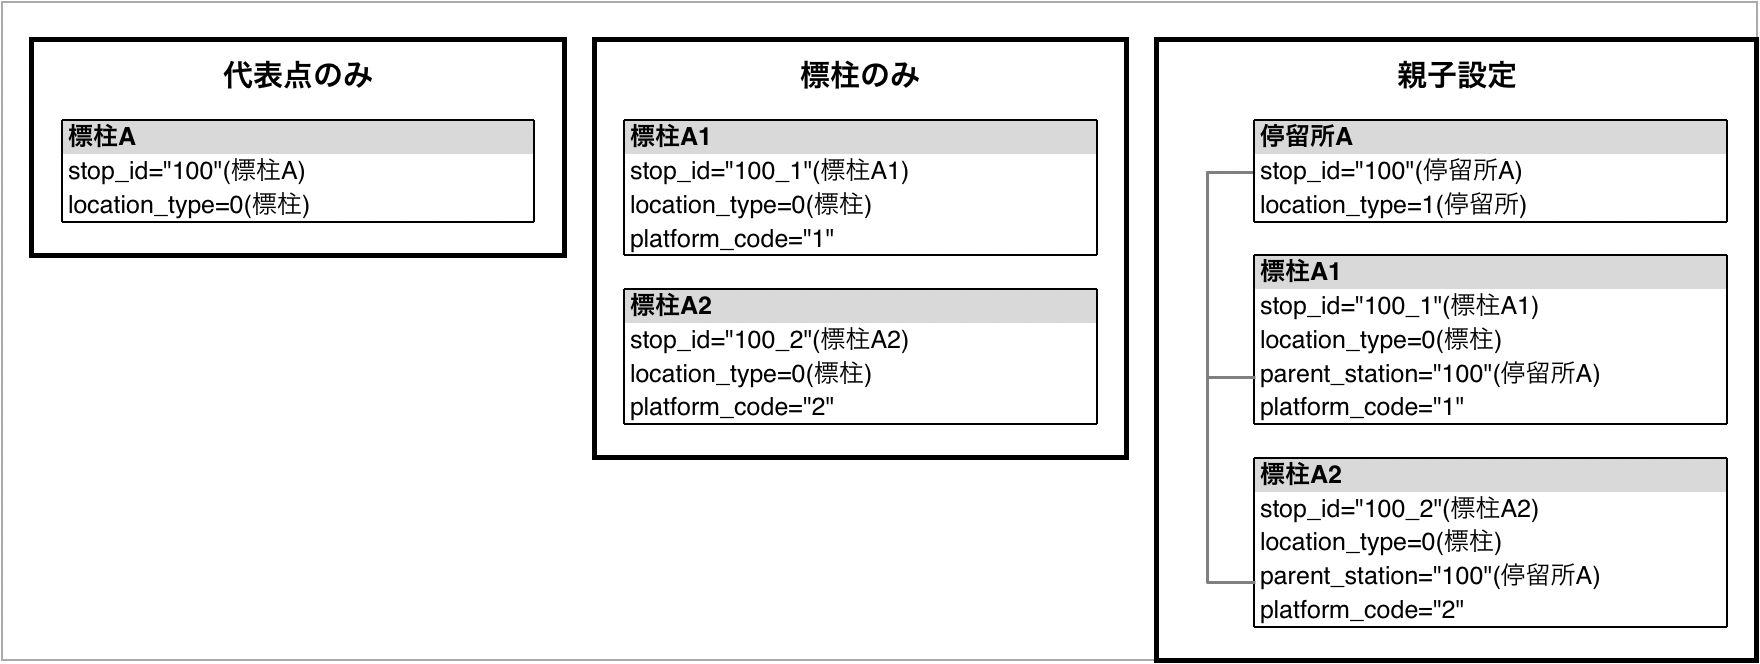 代表点のみ
標柱A
stop_id="100"(標柱A)
location_type=0(標柱)
標柱のみ
標柱A1
stop_id="100_1"(標柱A1)
location_type=0(標柱)
platform_code="1"
標柱A2
stop_id="100_2"(標柱A2)
location_type=0(標柱)
platform_code="2"
親子設定
停留所A
stop_id="100"(停留所A)
location_type=1(停留所)
標柱A1
stop_id="100_1"(標柱A1)
location_type=0(標柱)
parent_station="100"(停留所A)
platform_code="1"
標柱A2
stop_id="100_2"(標柱A2)
location_type=0(標柱)
parent_station="100"(停留所A)
platform_code="2"